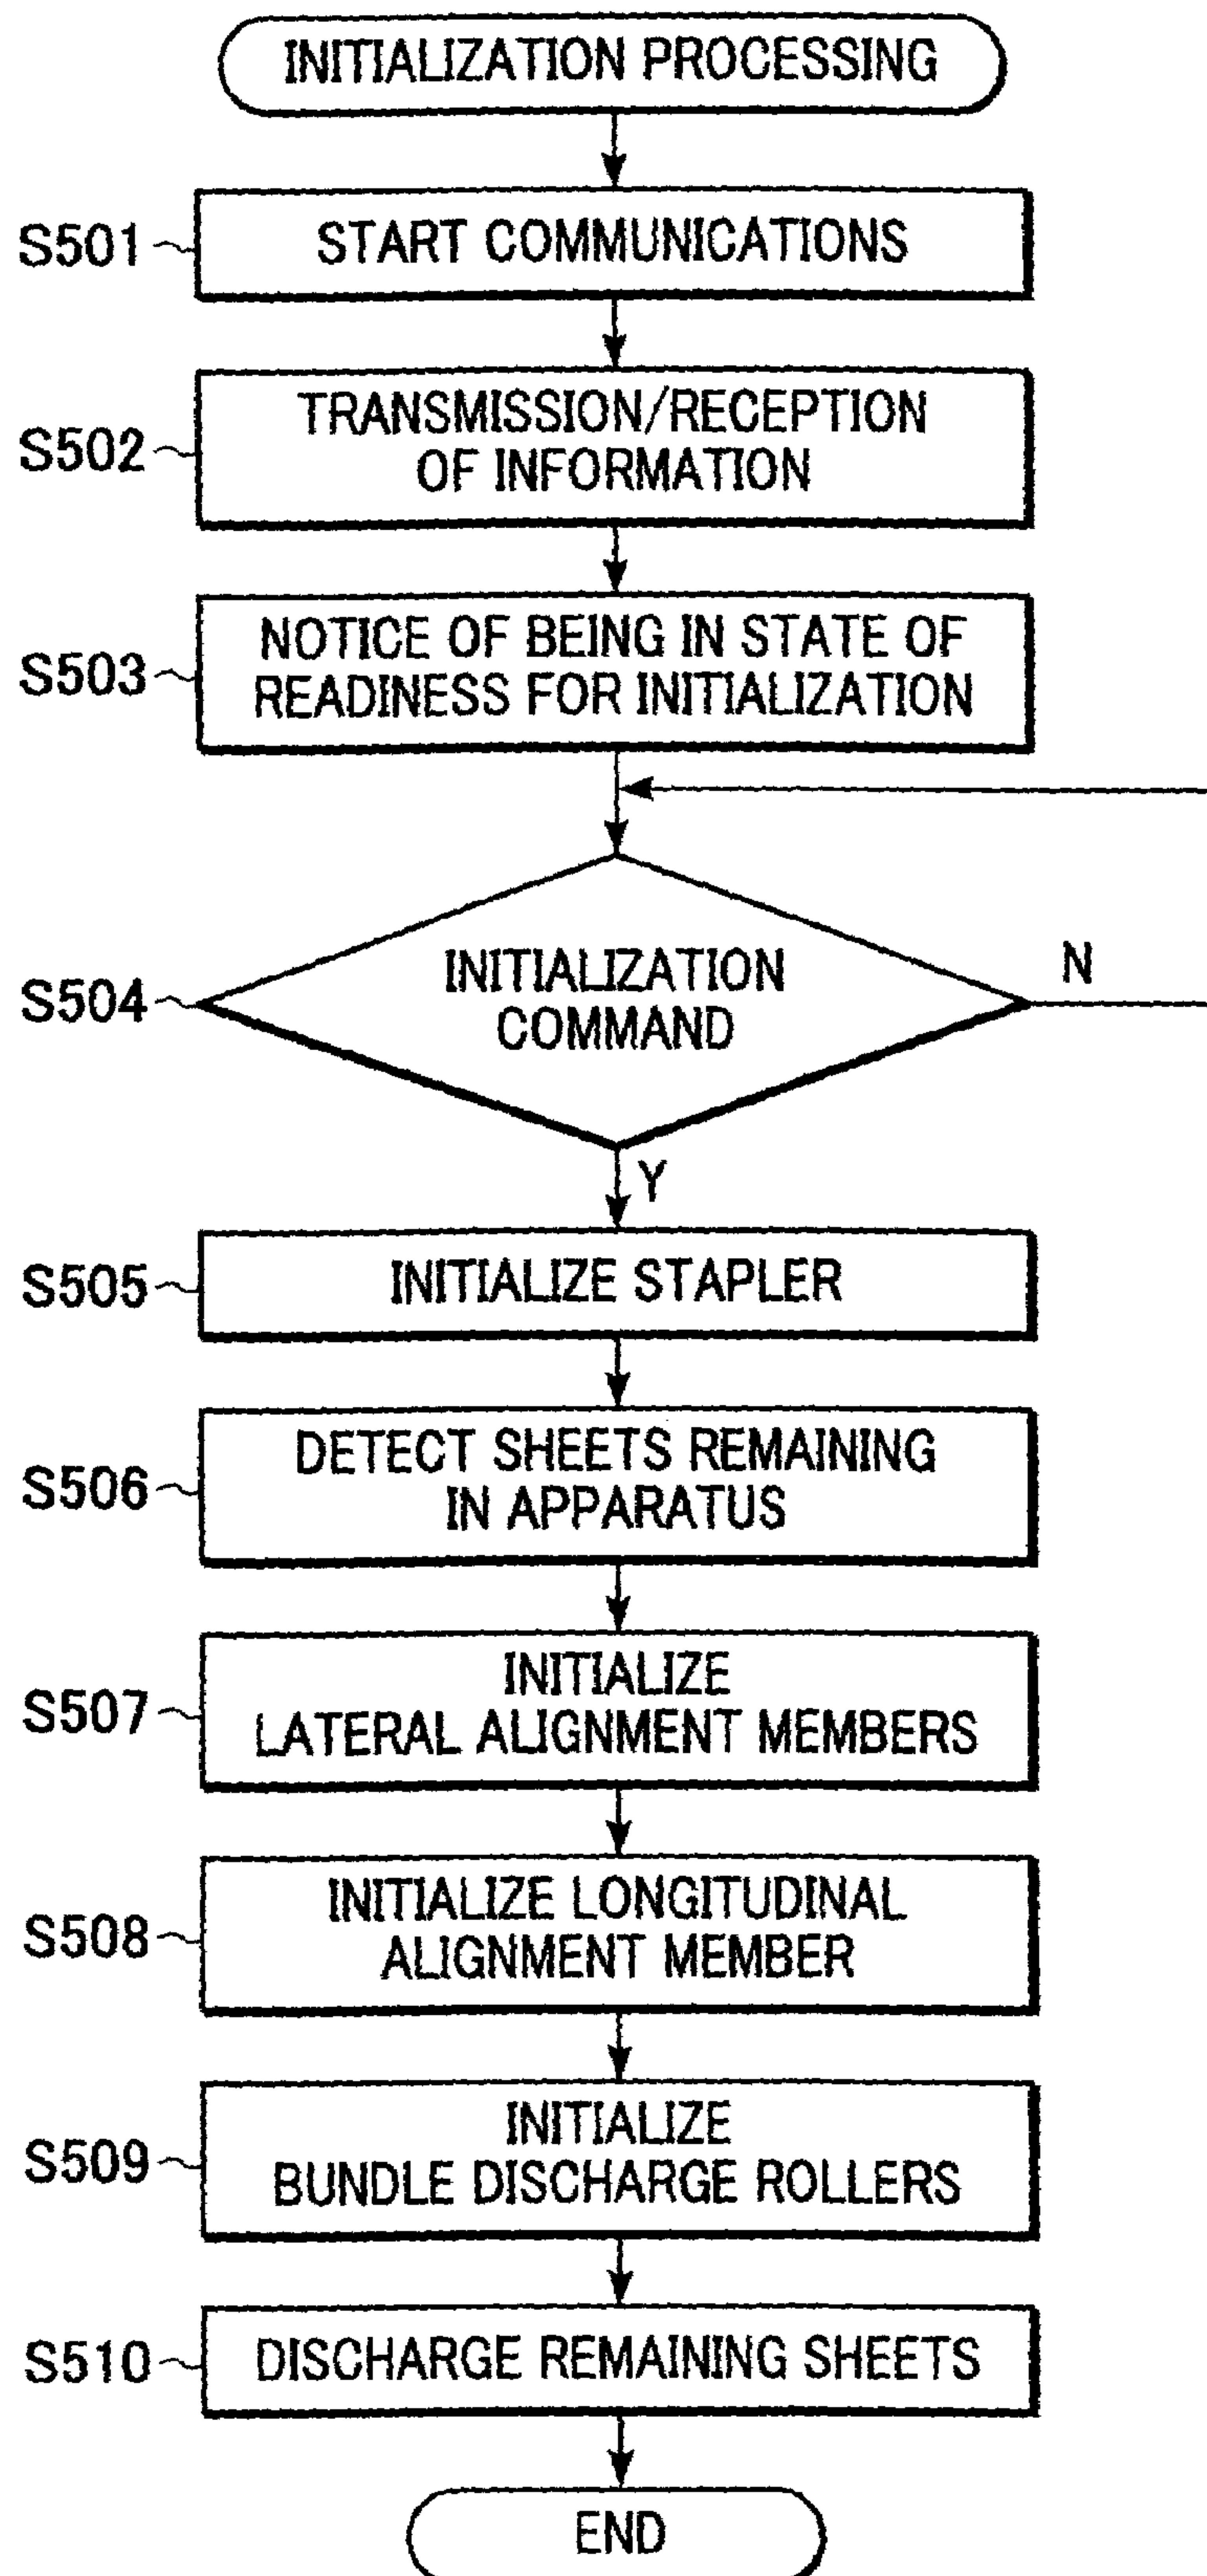 INITIALIZATION PROCESSING
S501
START COMMUNICATIONS
S502
TRANSMISSION/RECEPTION
OF INFORMATION
S503
NOTICE OF BEING IN STATE OF
READINESS FOR INITIALIZATION
S504
INITIALIZATION
COMMAND
N
Y
S505
INITIALIZE STAPLER
S506
DETECT SHEETS REMAINING
IN APPARATUS
S507
INITIALIZE
LATERAL ALIGNMENT MEMBERS
S508
INITIALIZE LONGITUDINAL
ALIGNMENT MEMBER
S509
INITIALIZE
BUNDLE DISCHARGE ROLLERS
S510
DISCHARGE REMAINING SHEETS
END